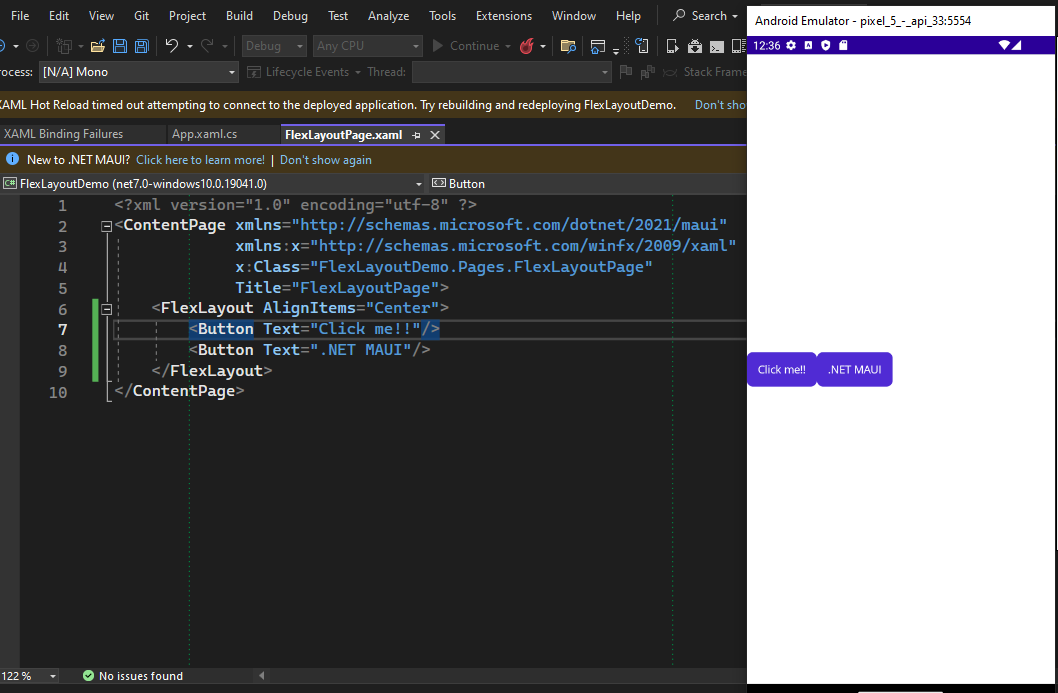 File Edit View Git Project Build Debug Test Analyze Tools Extensions Window Help Search
Android Emulator - pixel_5_-_api_33:5554
Debug Any CPU Continue
12:36
ocess: [N/A] Mono Lifecycle Events Thread: Stack Frame
XAML Hot Reload timed out attempting to connect to the deployed application. Try rebuilding and redeploying FlexLayoutDemo. Don't sho
XAML Binding Failures App.xaml.cs FlexLayoutPage.xaml
New to .NET MAUI? Click here to learn more! | Don't show again
C# FlexLayoutDemo (net7.0-windows10.0.19041.0) Button
1 <?xml version="1.0" encoding="utf-8" ?>
2 <ContentPage xmlns="http://schemas.microsoft.com/dotnet/2021/maui"
3 xmlns:x="http://schemas.microsoft.com/winfx/2009/xaml"
4 x:Class="FlexLayoutDemo.Pages.FlexLayoutPage"
5 Title="FlexLayoutPage">
6 <FlexLayout AlignItems="Center">
7 <Button Text="Click me!!"/>
8 <Button Text=".NET MAUI"/>
9 </FlexLayout>
10 </ContentPage>
Click me!! .NET MAUI
122 % No issues found